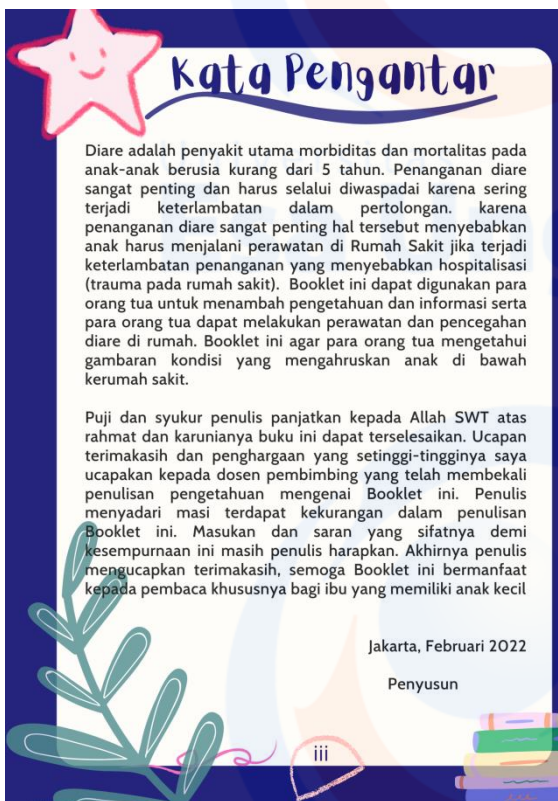 Kata Pengantar
Diare adalah penyakit utama morbiditas dan mortalitas pada
anak-anak berusia kurang dari 5 tahun. Penanganan diare
sangat penting dan harus selalu diwaspadai karena sering
terjadi keterlambatan dalam pertolongan. karena
penanganan diare sangat penting hal tersebut menyebabkan
anak harus menjalani perawatan di Rumah Sakit jika terjadi
keterlambatan penanganan yang menyebabkan hospitalisasi
(trauma pada rumah sakit). Booklet ini dapat digunakan para
orang tua untuk menambah pengetahuan dan informasi serta
para orang tua dapat melakukan perawatan dan pencegahan
diare di rumah. Booklet ini agar para orang tua mengetahui
gambaran kondisi yang mengahruskan anak di bawah
kerumah sakit.
Puji dan syukur penulis panjatkan kepada Allah SWT atas
rahmat dan karunianya buku ini dapat terselesaikan. Ucapan
terimakasih dan penghargaan yang setinggi-tingginya saya
ucapakan kepada dosen pembimbing yang telah membekali
penulisan pengetahuan mengenai Booklet ini. Penulis
menyadari masi terdapat kekurangan dalam penulisan
Booklet ini. Masukan dan saran yang sifatnya demi
kesempurnaan ini masih penulis harapkan. Akhirnya penulis
mengucapkan terimakasih, semoga Booklet ini bermanfaat
kepada pembaca khususnya bagi ibu yang memiliki anak kecil
Jakarta, Februari 2022
Penyusun
iii